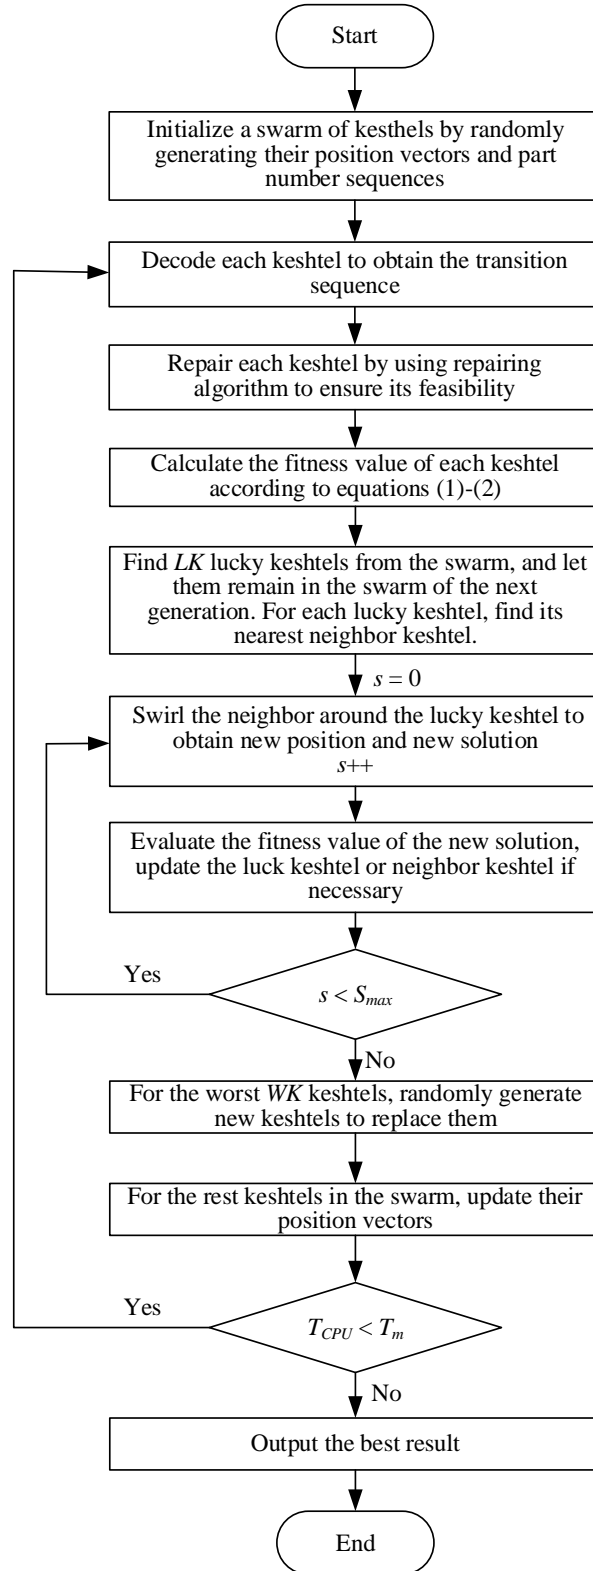 Start
Initialize a swarm of kesthels by randomly
generating their position vectors and part
number sequences
Decode each keshtel to obtain the transition
sequence
Repair each keshtel by using repairing
algorithm to ensure its feasibility
Calculate the fitness value of each keshtel
according to equations (1)-(2)
Find LK lucky keshtels from the swarm, and let
them remain in the swarm of the next
generation. For each lucky keshtel, find its
nearest neighbor keshtel.
s = 0
Swirl the neighbor around the lucky keshtel to
obtain new position and new solution
s++
Evaluate the fitness value of the new solution,
update the luck keshtel or neighbor keshtel if
necessary
Yes
s < Smax
No
For the worst WK keshtels, randomly generate
new keshtels to replace them
For the rest keshtels in the swarm, update their
position vectors
Yes
TCPU < Tm
No
Output the best result
End